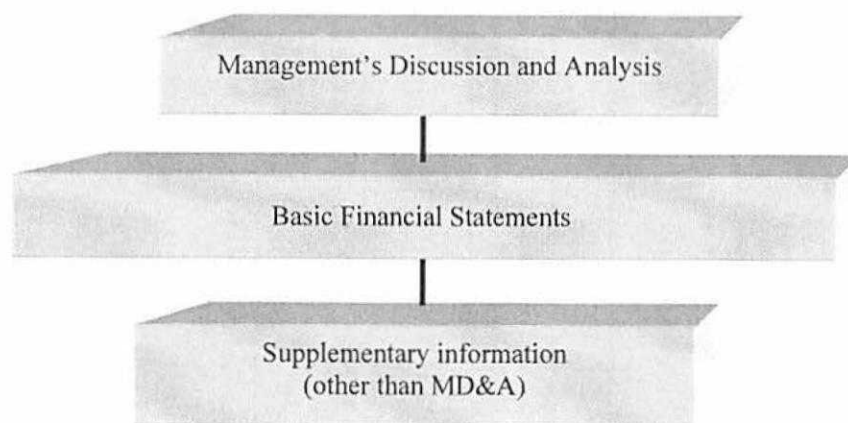 Management's Discussion and Analysis
Basic Financial Statements
Supplementary information
(other than MD&A)